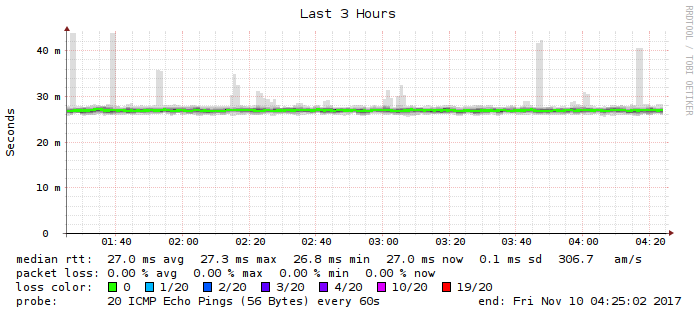 Last 3 Hours
RRDTOOL / TOBI OETIKER
Seconds
40 m
30 m
20 m
10 m
0
01:40 02:00 02:20 02:40 03:00 03:20 03:40 04:00 04:20
median rtt: 27.0 ms avg 27.3 ms max 26.8 ms min 27.0 ms now 0.1 ms sd 306.7 am/s
packet loss: 0.00 % avg 0.00 % max 0.00 % min 0.00 % now
loss color: 0 1/20 2/20 3/20 4/20 10/20 19/20
probe: 20 ICMP Echo Pings (56 Bytes) every 60s end: Fri Nov 10 04:25:02 2017